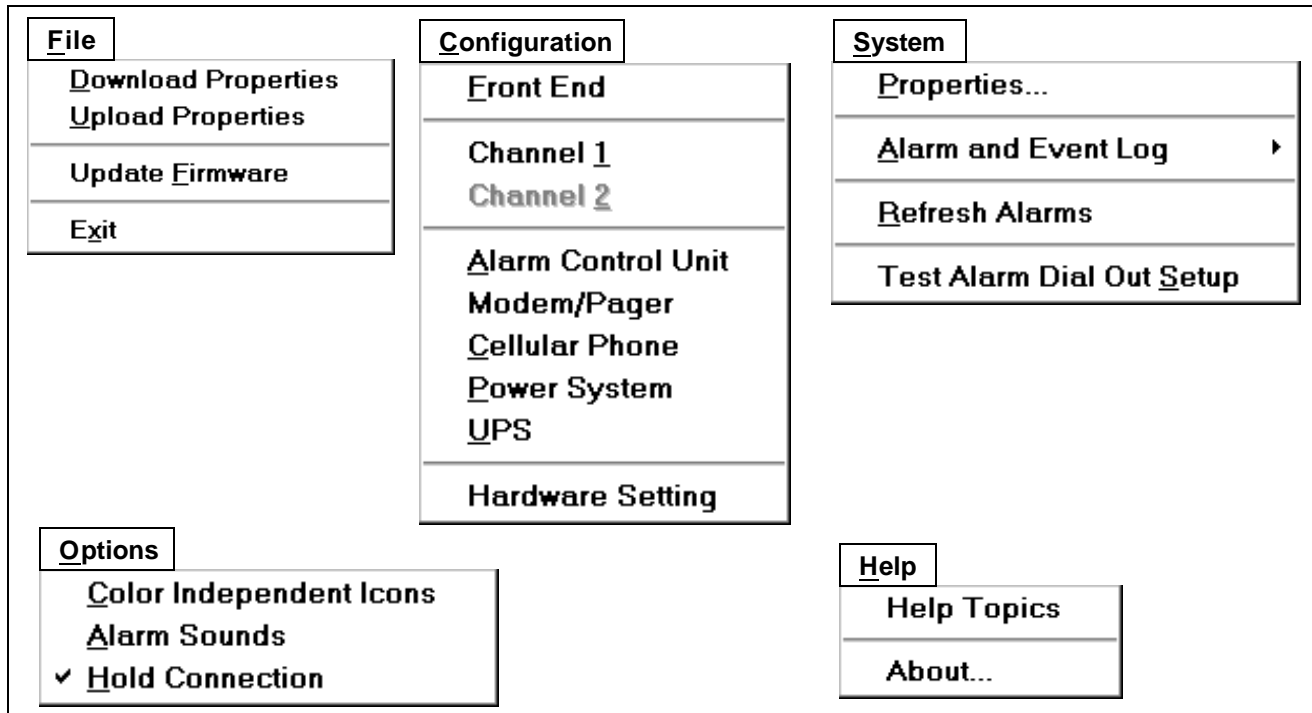 File
Download Properties
Upload Properties
Update Firmware
Exit
Configuration
Front End
Channel 1
Channel 2
Alarm Control Unit
Modem/Pager
Cellular Phone
Power System
UPS
Hardware Setting
System
Properties...
Alarm and Event Log
Refresh Alarms
Test Alarm Dial Out Setup
Options
Color Independent Icons
Alarm Sounds
Hold Connection
Help
Help Topics
About...